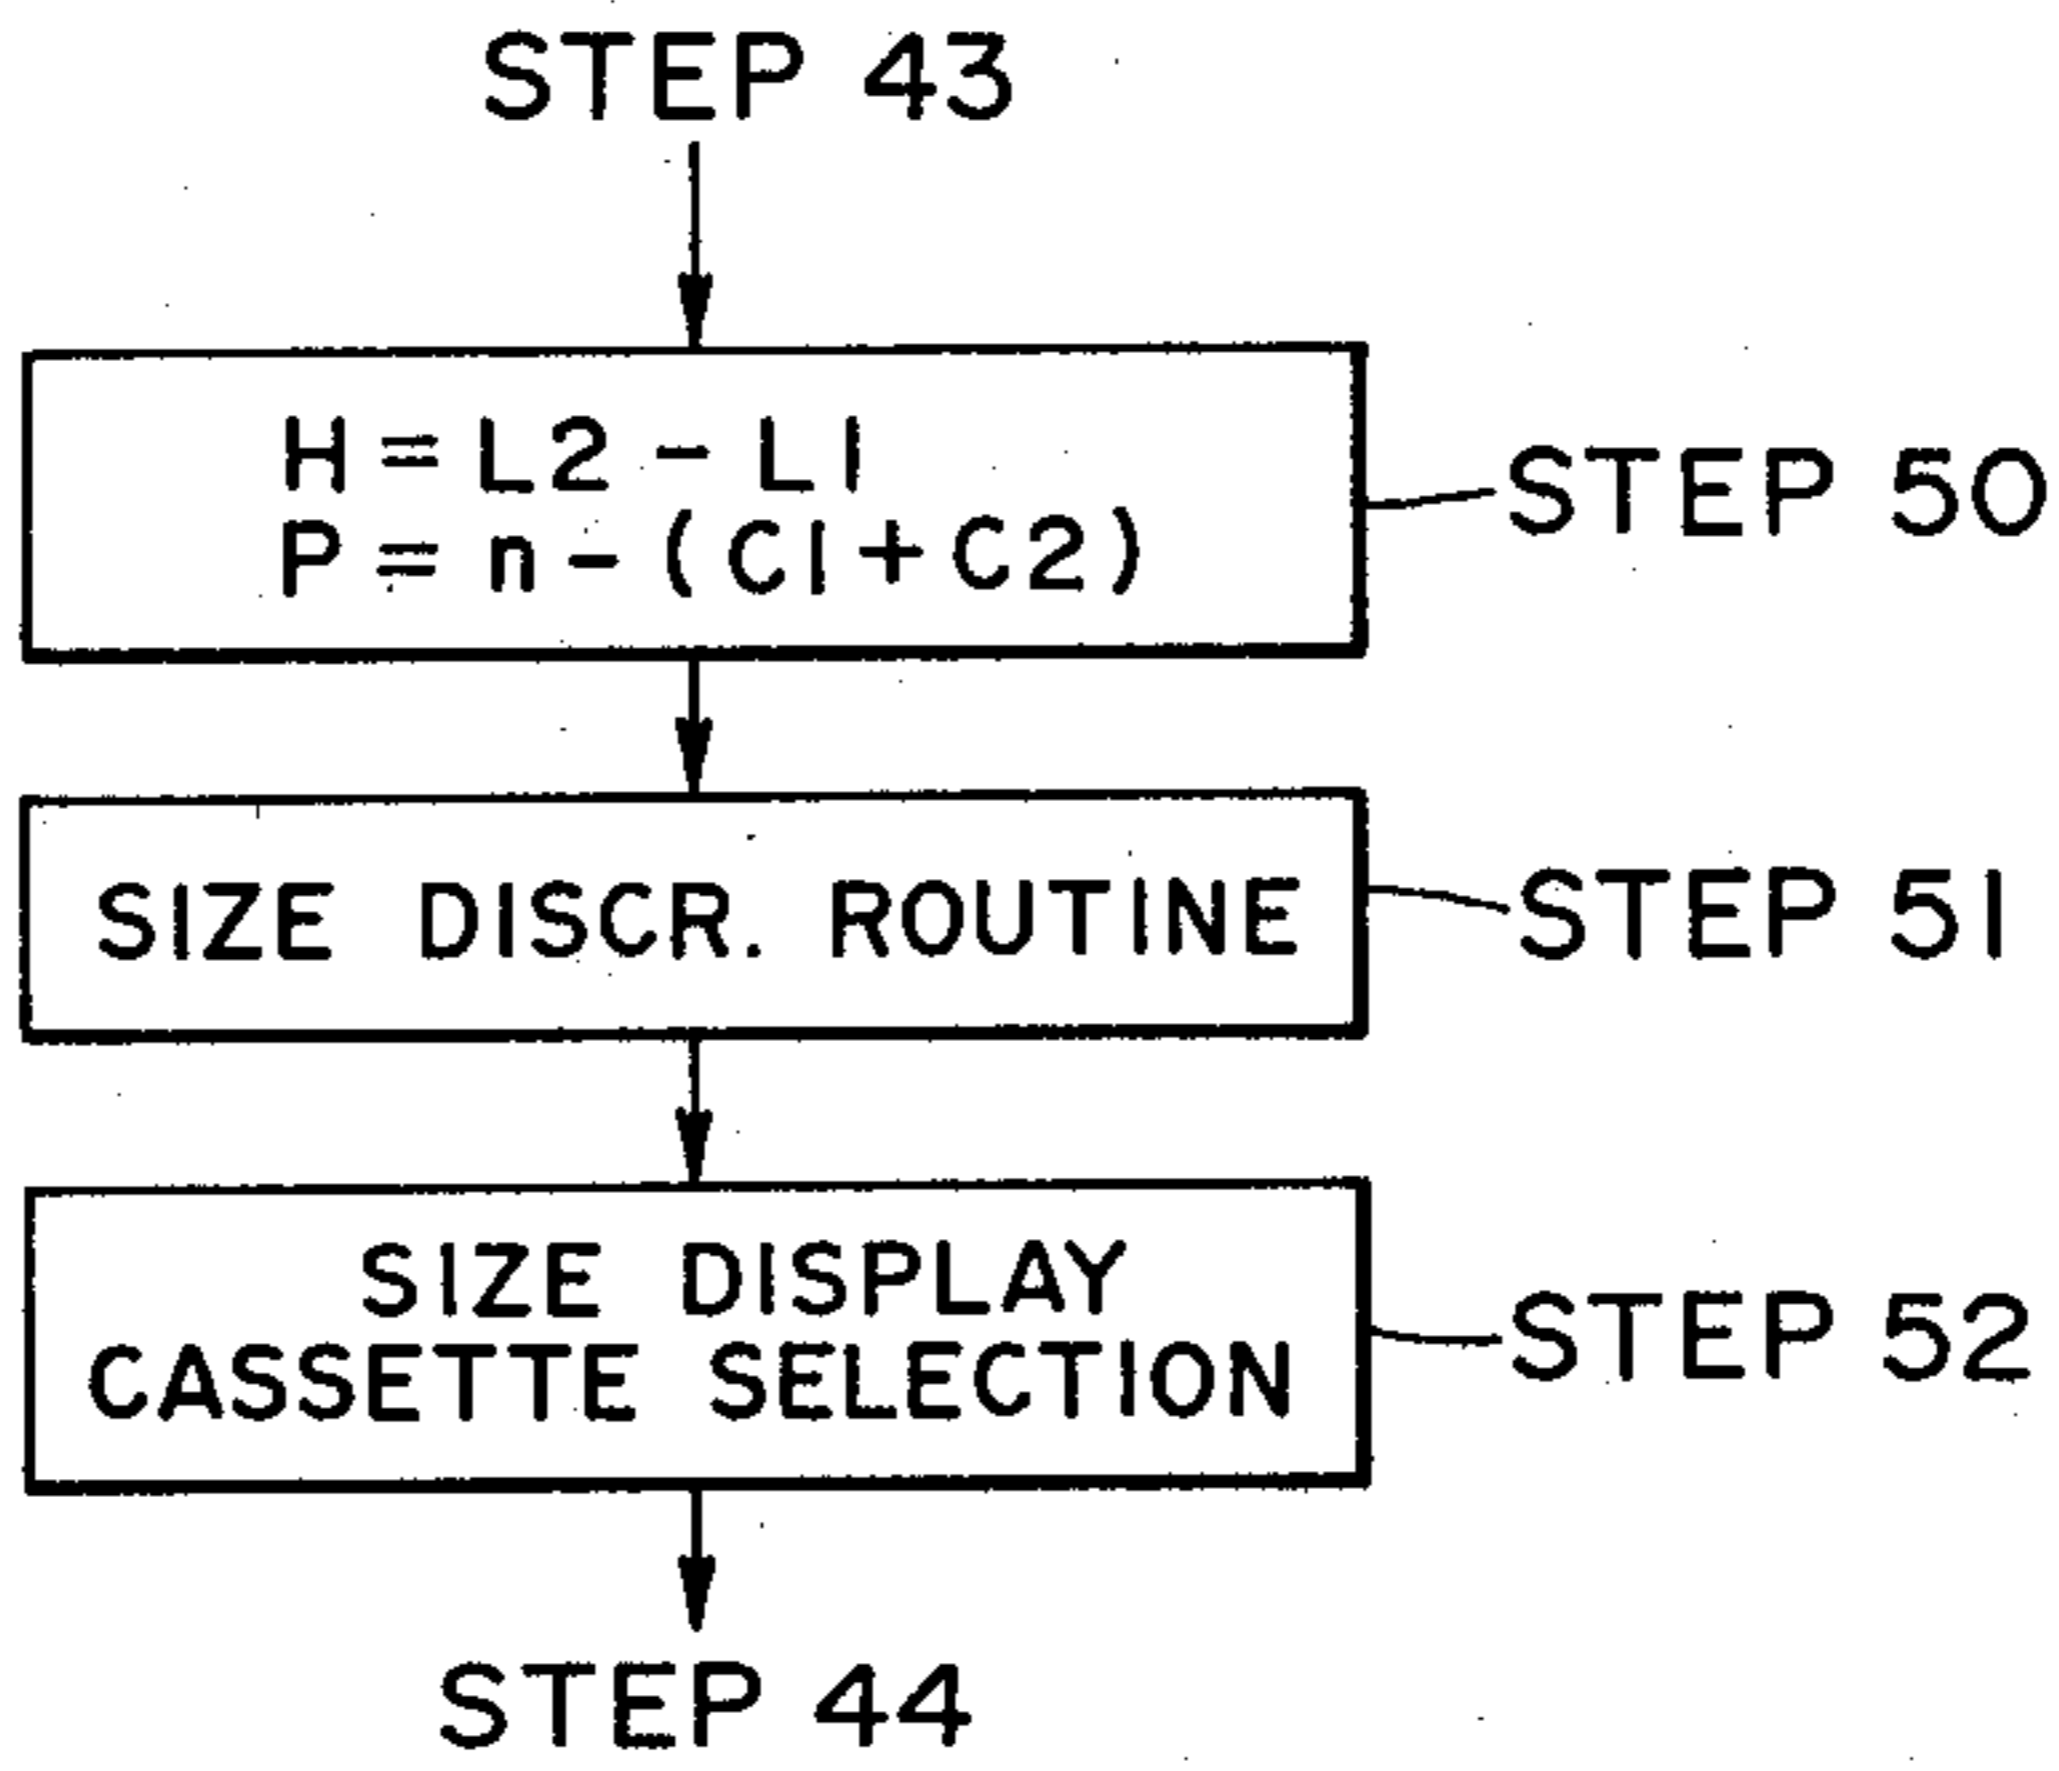 STEP 43
H = L2 - L1
P = n - (C1 + C2)
STEP 50
SIZE DISCR. ROUTINE
STEP 51
SIZE DISPLAY
CASSETTE SELECTION
STEP 52
STEP 44